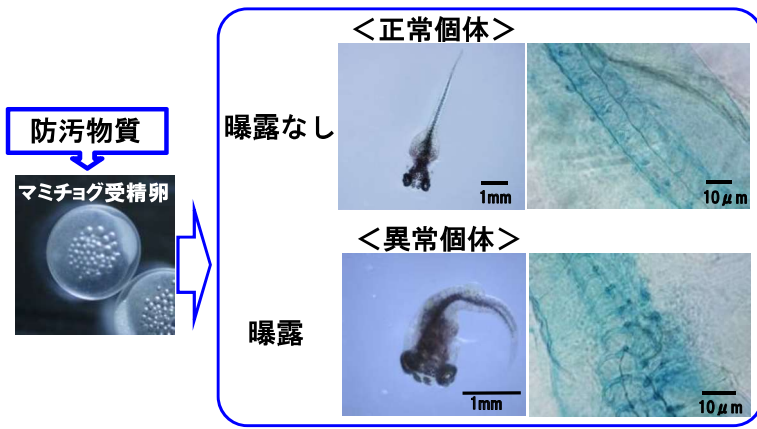 防汚物質
マミチョグ受精卵
＜正常個体＞
曝露なし
1mm
10μm
＜異常個体＞
曝露
1mm
10μm